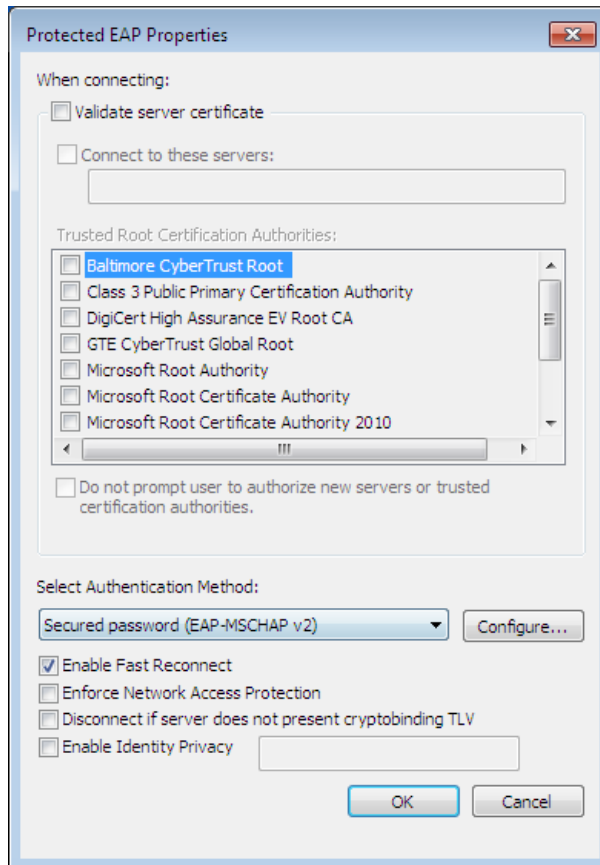 Protected EAP Properties
When connecting:
Validate server certificate
Connect to these servers:
Trusted Root Certification Authorities:
Baltimore CyberTrust Root
Class 3 Public Primary Certification Authority
DigiCert High Assurance EV Root CA
GTE CyberTrust Global Root
Microsoft Root Authority
Microsoft Root Certificate Authority
Microsoft Root Certificate Authority 2010
Do not prompt user to authorize new servers or trusted
certification authorities.
Select Authentication Method:
Secured password (EAP-MSCHAP v2)
Configure...
Enable Fast Reconnect
Enforce Network Access Protection
Disconnect if server does not present cryptobinding TLV
Enable Identity Privacy
OK
Cancel